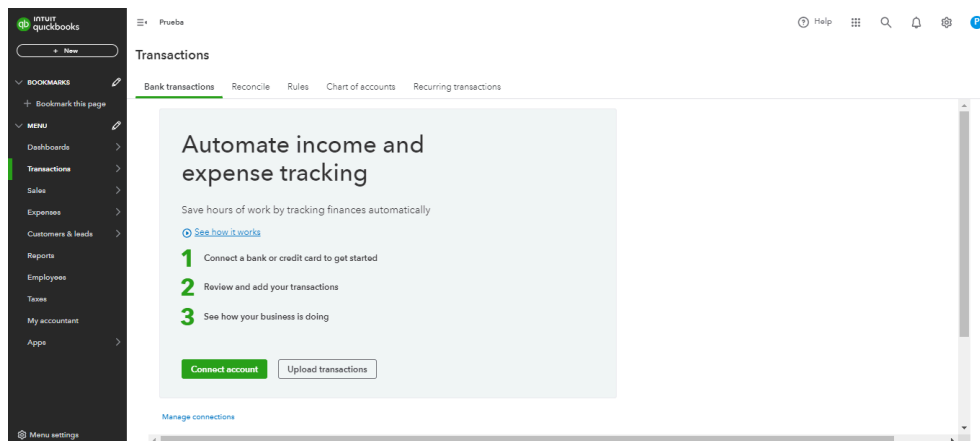 INTUIT
quickbooks
Prueba
Help
+ New
Transactions
BOOKMARKS
+ Bookmark this page
MENU
Dashboards
Transactions
Sales
Expenses
Customers & leads
Reports
Employees
Taxes
My accountant
Apps
Menu settings
Bank transactions Reconcile Rules Chart of accounts Recurring transactions
Automate income and
expense tracking
Save hours of work by tracking finances automatically
See how it works
1 Connect a bank or credit card to get started
2 Review and add your transactions
3 See how your business is doing
Connect account Upload transactions
Manage connections